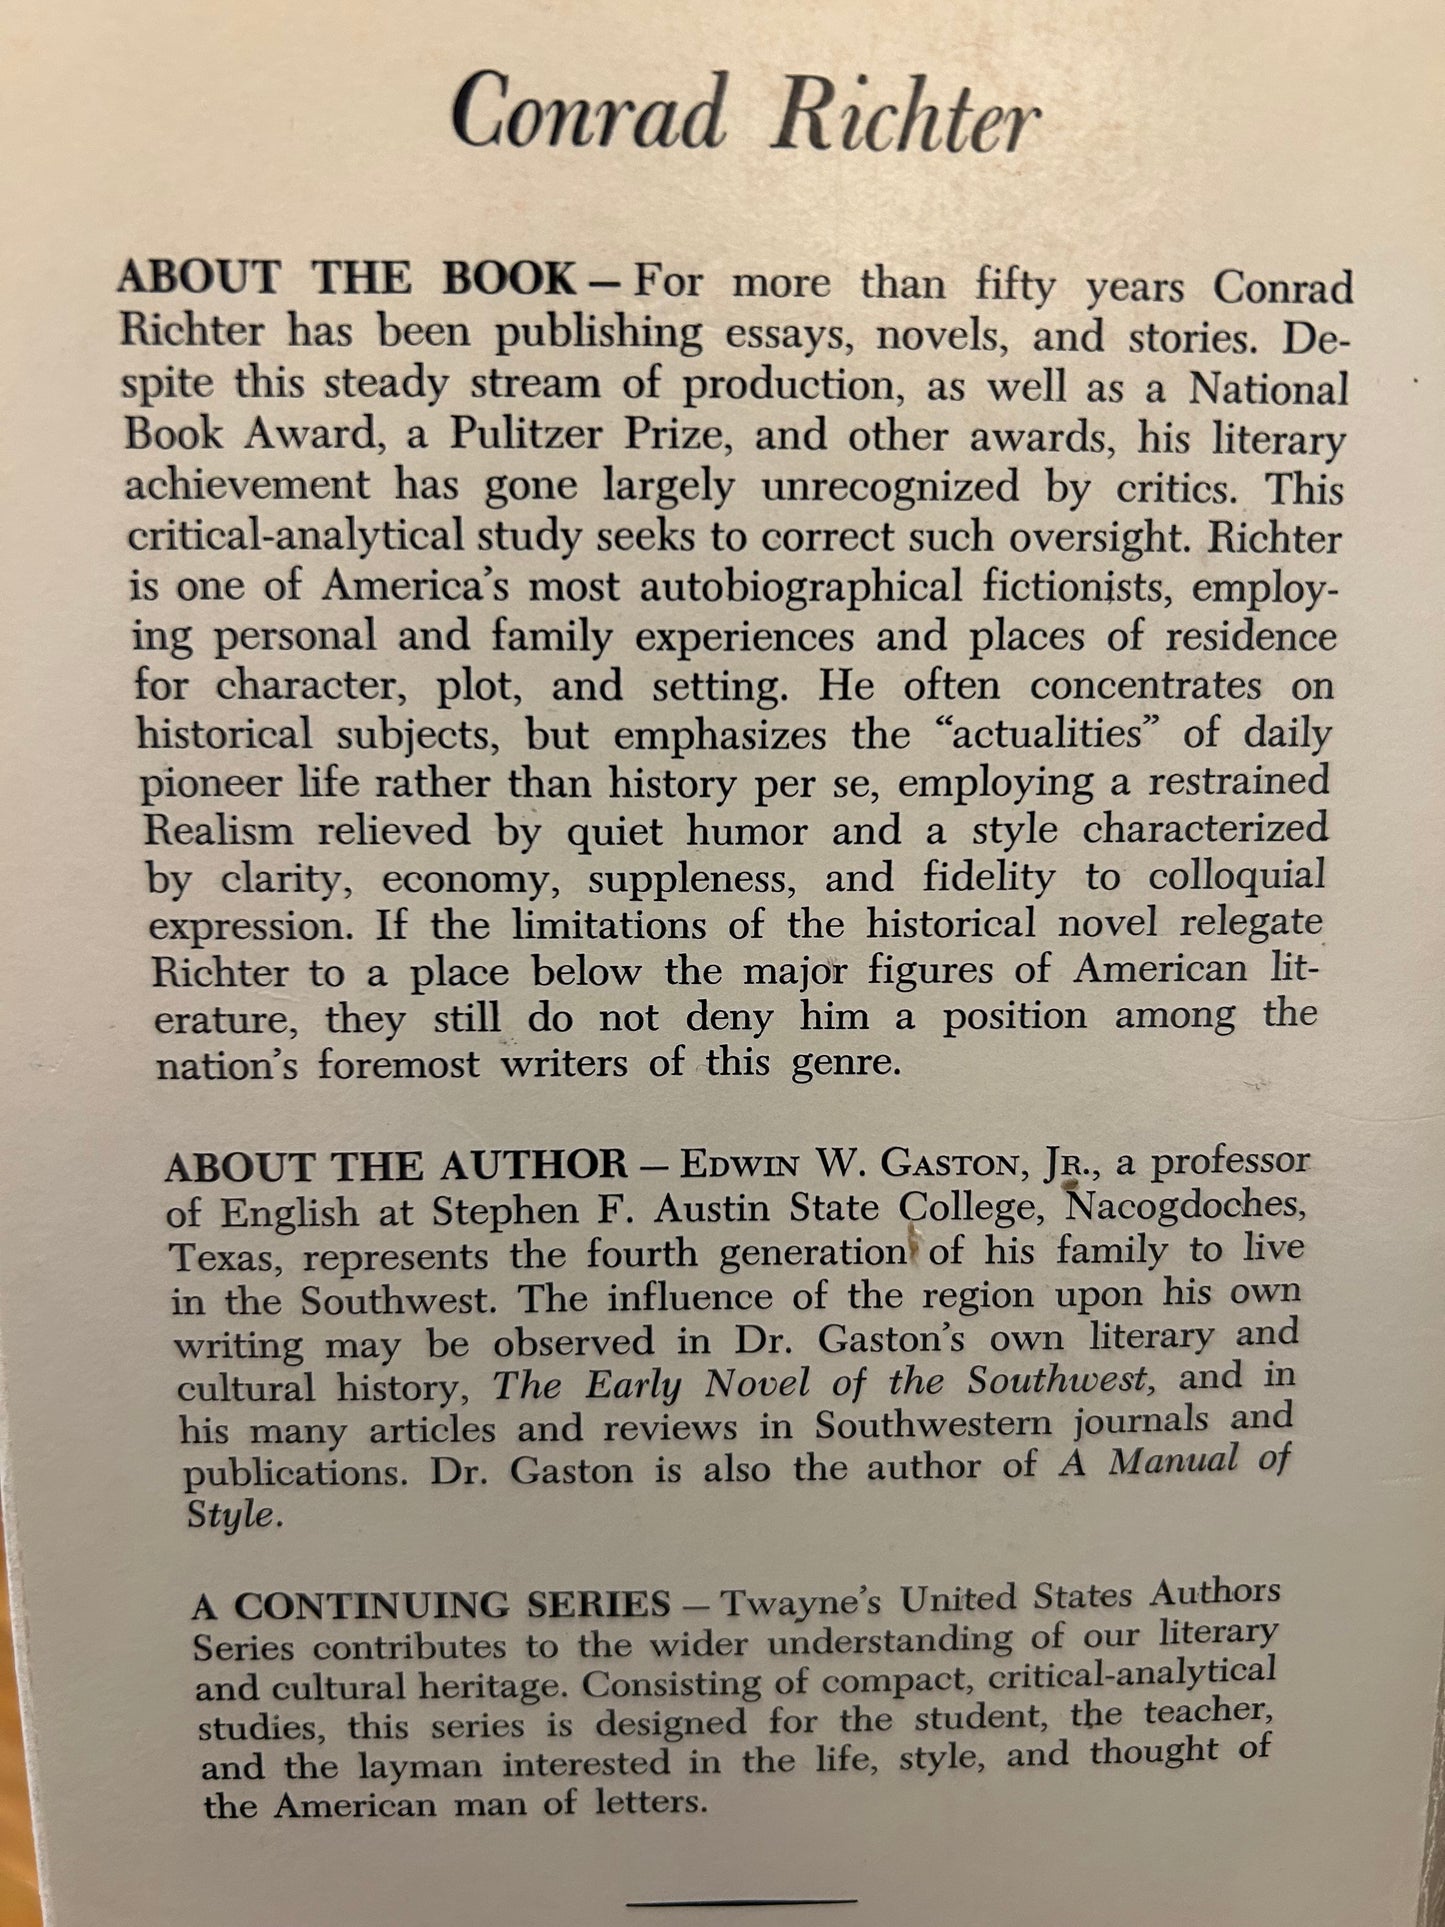 Conrad Richter
ABOUT THE BOOK — For more than fifty years Conrad
Richter has been publishing essays, novels, and stories. De-
spite this steady stream of production, as well as a National
Book Award, a Pulitzer Prize, and other awards, his literary
achievement has gone largely unrecognized by critics. This
critical-analytical study seeks to correct such oversight. Richter
is one of America’s most autobiographical fictionists, employ-
ing personal and family experiences and places of residence
for character, plot, and setting. He often concentrates on
historical subjects, but emphasizes the “actualities” of daily
pioneer life rather than history per se, employing a restrained
Realism relieved by quiet humor and a style characterized
by clarity, economy, suppleness, and fidelity to colloquial
expression. If the limitations of the historical novel relegate
Richter to a place below the major figures of American lit-
erature, they still do not deny him a position among the
nation’s foremost writers of this genre.
ABOUT THE AUTHOR — EDWIN W. GASTON, JR., a professor
of English at Stephen F. Austin State College, Nacogdoches,
Texas, represents the fourth generation of his family to live
in the Southwest. The influence of the region upon his own
writing may be observed in Dr. Gaston’s own literary and
cultural history, The Early Novel of the Southwest, and in
his many articles and reviews in Southwestern journals and
publications. Dr. Gaston is also the author of A Manual of
Style.
A CONTINUING SERIES — Twayne’s United States Authors
Series contributes to the wider understanding of our literary
and cultural heritage. Consisting of compact, critical-analytical
studies, this series is designed for the student, the teacher,
and the layman interested in the life, style, and thought of
the American man of letters.